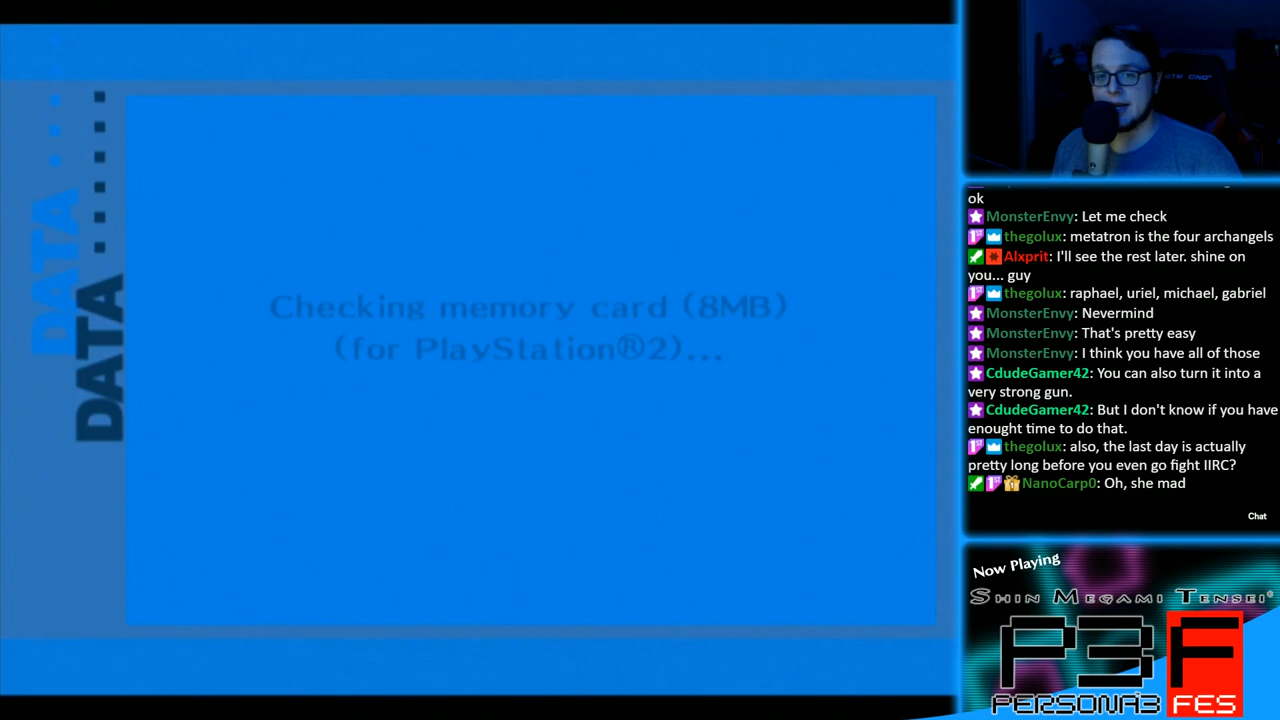 DATA
DATA
Checking memory card (8MB)
(for PlayStation®2)...
ok
MonsterEnvy: Let me check
thegolux: metatron is the four archangels
Alxprit: I'll see the rest later. shine on
you... guy
thegolux: raphael, uriel, michael, gabriel
MonsterEnvy: Nevermind
MonsterEnvy: That's pretty easy
MonsterEnvy: I think you have all of those
CdudeGamer42: You can also turn it into a
very strong gun.
CdudeGamer42: But I don't know if you have
enought time to do that.
thegolux: also, the last day is actually
pretty long before you even go fight IIRC?
NanoCarp0: Oh, she mad
Chat
Now Playing
SHIN MEGAMI TENSEI®
P3F
PERSONA3 FES